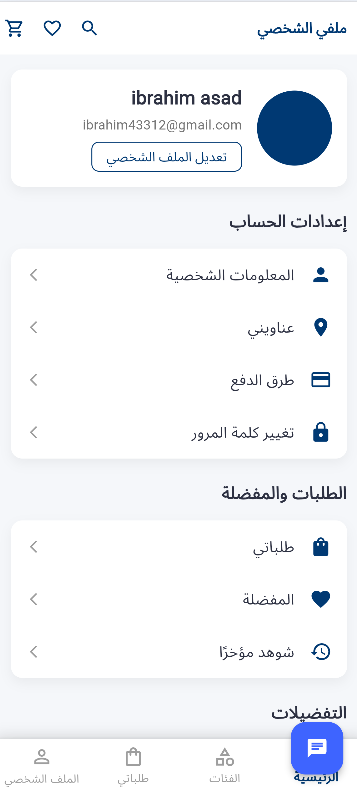 ملفي الشخصي
ibrahim asad
ibrahim43312@gmail.com
تعديل الملف الشخصي
إعدادات الحساب
المعلومات الشخصية
عناويني
طرق الدفع
تغيير كلمة المرور
الطلبات والمفضلة
طلباتي
المفضلة
شوهد مؤخرًا
التفضيلات
الرئيسية
الفئات
طلباتي
الملف الشخصي